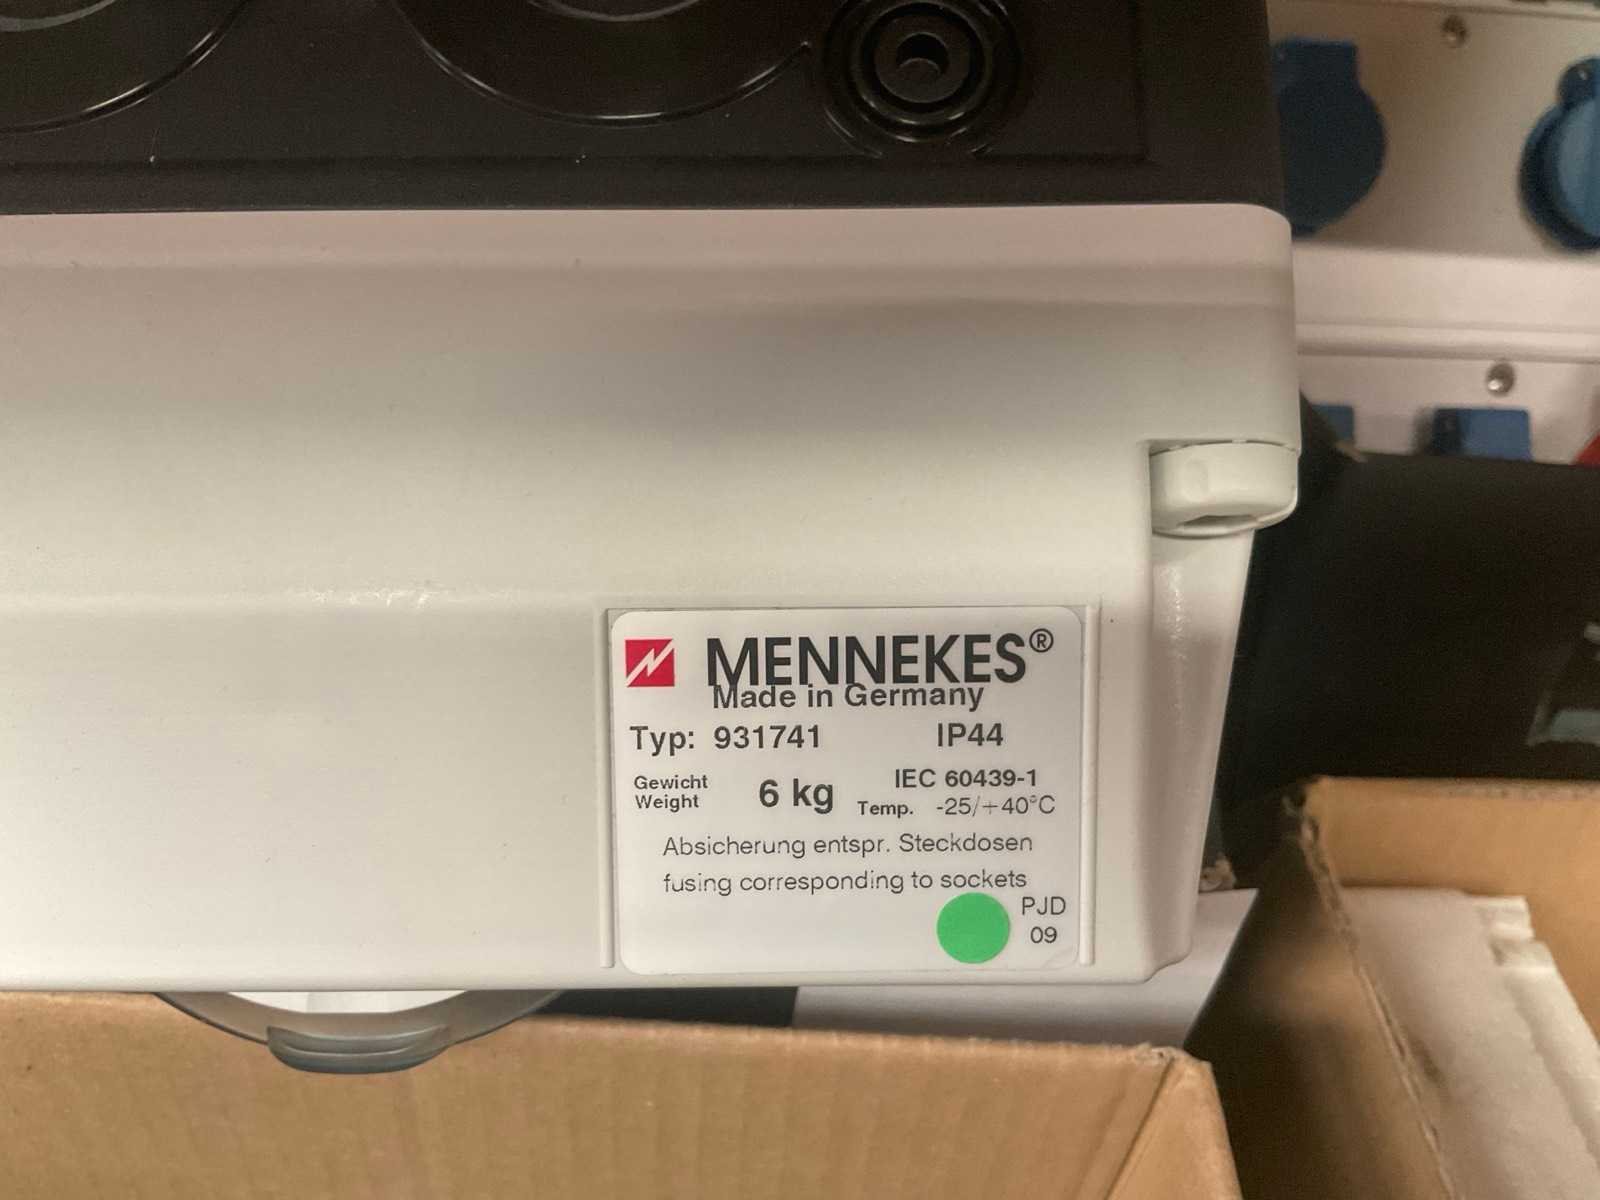 MENNEKES®
Made in Germany
Typ: 931741 IP44
Gewicht
Weight 6 kg
IEC 60439-1
Temp. -25/+40°C
Absicherung entspr. Steckdosen
fusing corresponding to sockets
PJD
09